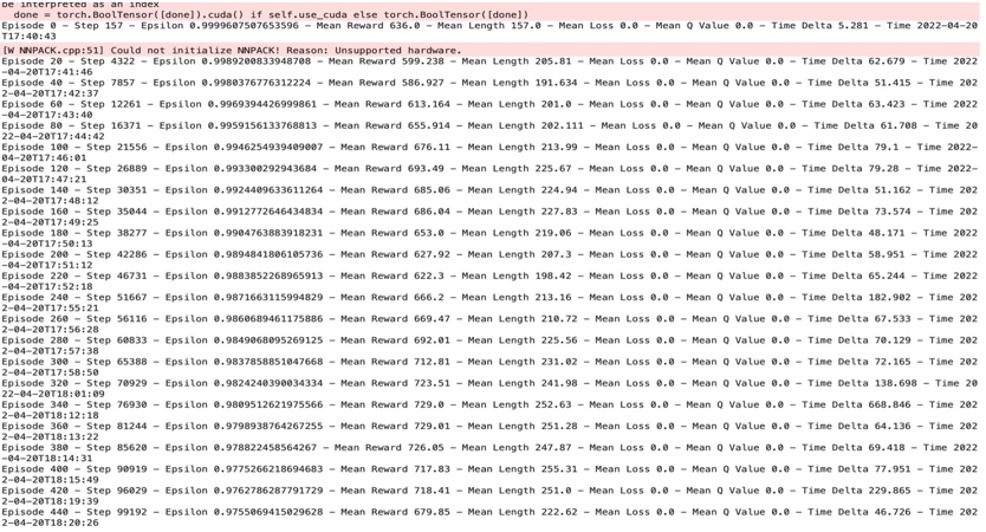 be interpreted as an index
done = torch.BoolTensor([done]).cuda() if self.use_cuda else torch.BoolTensor([done])
Episode 0 - Step 157 - Epsilon 0.9999607507653596 - Mean Reward 636.0 - Mean Length 157.0 - Mean Loss 0.0 - Mean Q Value 0.0 - Time Delta 5.281 - Time 2022-04-20
T17:40:43
[W NNPACK.cpp:51] Could not initialize NNPACK! Reason: Unsupported hardware.
Episode 20 - Step 4322 - Epsilon 0.9989200833948708 - Mean Reward 599.238 - Mean Length 205.81 - Mean Loss 0.0 - Mean Q Value 0.0 - Time Delta 62.679 - Time 2022
-04-20T17:41:46
Episode 40 - Step 7857 - Epsilon 0.9980376776312224 - Mean Reward 586.927 - Mean Length 191.634 - Mean Loss 0.0 - Mean Q Value 0.0 - Time Delta 51.415 - Time 202
2-04-20T17:42:37
Episode 60 - Step 12261 - Epsilon 0.9969394426999861 - Mean Reward 613.164 - Mean Length 201.0 - Mean Loss 0.0 - Mean Q Value 0.0 - Time Delta 63.423 - Time 2022
-04-20T17:43:40
Episode 80 - Step 16371 - Epsilon 0.9959156133768813 - Mean Reward 655.914 - Mean Length 202.111 - Mean Loss 0.0 - Mean Q Value 0.0 - Time Delta 61.708 - Time 20
22-04-20T17:44:42
Episode 100 - Step 21556 - Epsilon 0.9946254939409007 - Mean Reward 676.11 - Mean Length 213.99 - Mean Loss 0.0 - Mean Q Value 0.0 - Time Delta 79.1 - Time 2022-
04-20T17:46:01
Episode 120 - Step 26889 - Epsilon 0.993300292943684 - Mean Reward 693.49 - Mean Length 225.67 - Mean Loss 0.0 - Mean Q Value 0.0 - Time Delta 79.28 - Time 2022-
04-20T17:47:21
Episode 140 - Step 30351 - Epsilon 0.9924409633611264 - Mean Reward 685.06 - Mean Length 224.94 - Mean Loss 0.0 - Mean Q Value 0.0 - Time Delta 51.162 - Time 202
2-04-20T17:48:12
Episode 160 - Step 35044 - Epsilon 0.9912772646434834 - Mean Reward 686.04 - Mean Length 227.83 - Mean Loss 0.0 - Mean Q Value 0.0 - Time Delta 73.574 - Time 202
2-04-20T17:49:25
Episode 180 - Step 38277 - Epsilon 0.9904763883918231 - Mean Reward 653.0 - Mean Length 219.06 - Mean Loss 0.0 - Mean Q Value 0.0 - Time Delta 48.171 - Time 2022
-04-20T17:50:13
Episode 200 - Step 42286 - Epsilon 0.9894841806105736 - Mean Reward 627.92 - Mean Length 207.3 - Mean Loss 0.0 - Mean Q Value 0.0 - Time Delta 58.951 - Time 2022
-04-20T17:51:12
Episode 220 - Step 46731 - Epsilon 0.9883852268965913 - Mean Reward 622.3 - Mean Length 198.42 - Mean Loss 0.0 - Mean Q Value 0.0 - Time Delta 65.244 - Time 2022
-04-20T17:52:18
Episode 240 - Step 51667 - Epsilon 0.9871663115994829 - Mean Reward 666.2 - Mean Length 213.16 - Mean Loss 0.0 - Mean Q Value 0.0 - Time Delta 182.902 - Time 202
2-04-20T17:55:21
Episode 260 - Step 56116 - Epsilon 0.9860689461175886 - Mean Reward 669.47 - Mean Length 210.72 - Mean Loss 0.0 - Mean Q Value 0.0 - Time Delta 67.533 - Time 202
2-04-20T17:56:28
Episode 280 - Step 60833 - Epsilon 0.9849068095269125 - Mean Reward 692.01 - Mean Length 225.56 - Mean Loss 0.0 - Mean Q Value 0.0 - Time Delta 70.129 - Time 202
2-04-20T17:57:38
Episode 300 - Step 65388 - Epsilon 0.9837858851047668 - Mean Reward 712.81 - Mean Length 231.02 - Mean Loss 0.0 - Mean Q Value 0.0 - Time Delta 72.165 - Time 202
2-04-20T17:58:50
Episode 320 - Step 70929 - Epsilon 0.9824240390034334 - Mean Reward 723.51 - Mean Length 241.98 - Mean Loss 0.0 - Mean Q Value 0.0 - Time Delta 138.698 - Time 20
22-04-20T18:01:09
Episode 340 - Step 76930 - Epsilon 0.9809512621975566 - Mean Reward 729.0 - Mean Length 252.63 - Mean Loss 0.0 - Mean Q Value 0.0 - Time Delta 668.846 - Time 202
2-04-20T18:12:18
Episode 360 - Step 81244 - Epsilon 0.9798938764267255 - Mean Reward 729.01 - Mean Length 251.28 - Mean Loss 0.0 - Mean Q Value 0.0 - Time Delta 64.136 - Time 202
2-04-20T18:13:22
Episode 380 - Step 85620 - Epsilon 0.978822458564267 - Mean Reward 726.05 - Mean Length 247.87 - Mean Loss 0.0 - Mean Q Value 0.0 - Time Delta 69.418 - Time 2022
-04-20T18:14:31
Episode 400 - Step 90919 - Epsilon 0.9775266218694683 - Mean Reward 717.83 - Mean Length 255.31 - Mean Loss 0.0 - Mean Q Value 0.0 - Time Delta 77.951 - Time 202
2-04-20T18:15:49
Episode 420 - Step 96029 - Epsilon 0.9762786287791729 - Mean Reward 718.41 - Mean Length 251.0 - Mean Loss 0.0 - Mean Q Value 0.0 - Time Delta 229.865 - Time 202
2-04-20T18:19:39
Episode 440 - Step 99192 - Epsilon 0.9755069415029628 - Mean Reward 679.85 - Mean Length 222.62 - Mean Loss 0.0 - Mean Q Value 0.0 - Time Delta 46.726 - Time 202
2-04-20T18:20:26